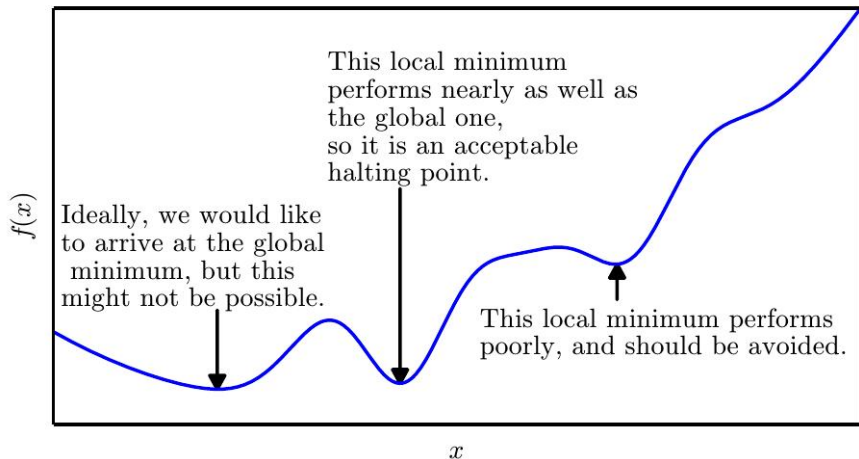 This local minimum
performs nearly as well as
the global one,
so it is an acceptable
halting point.
Ideally, we would like
to arrive at the global
minimum, but this
might not be possible.
This local minimum performs
poorly, and should be avoided.
f(x)
x